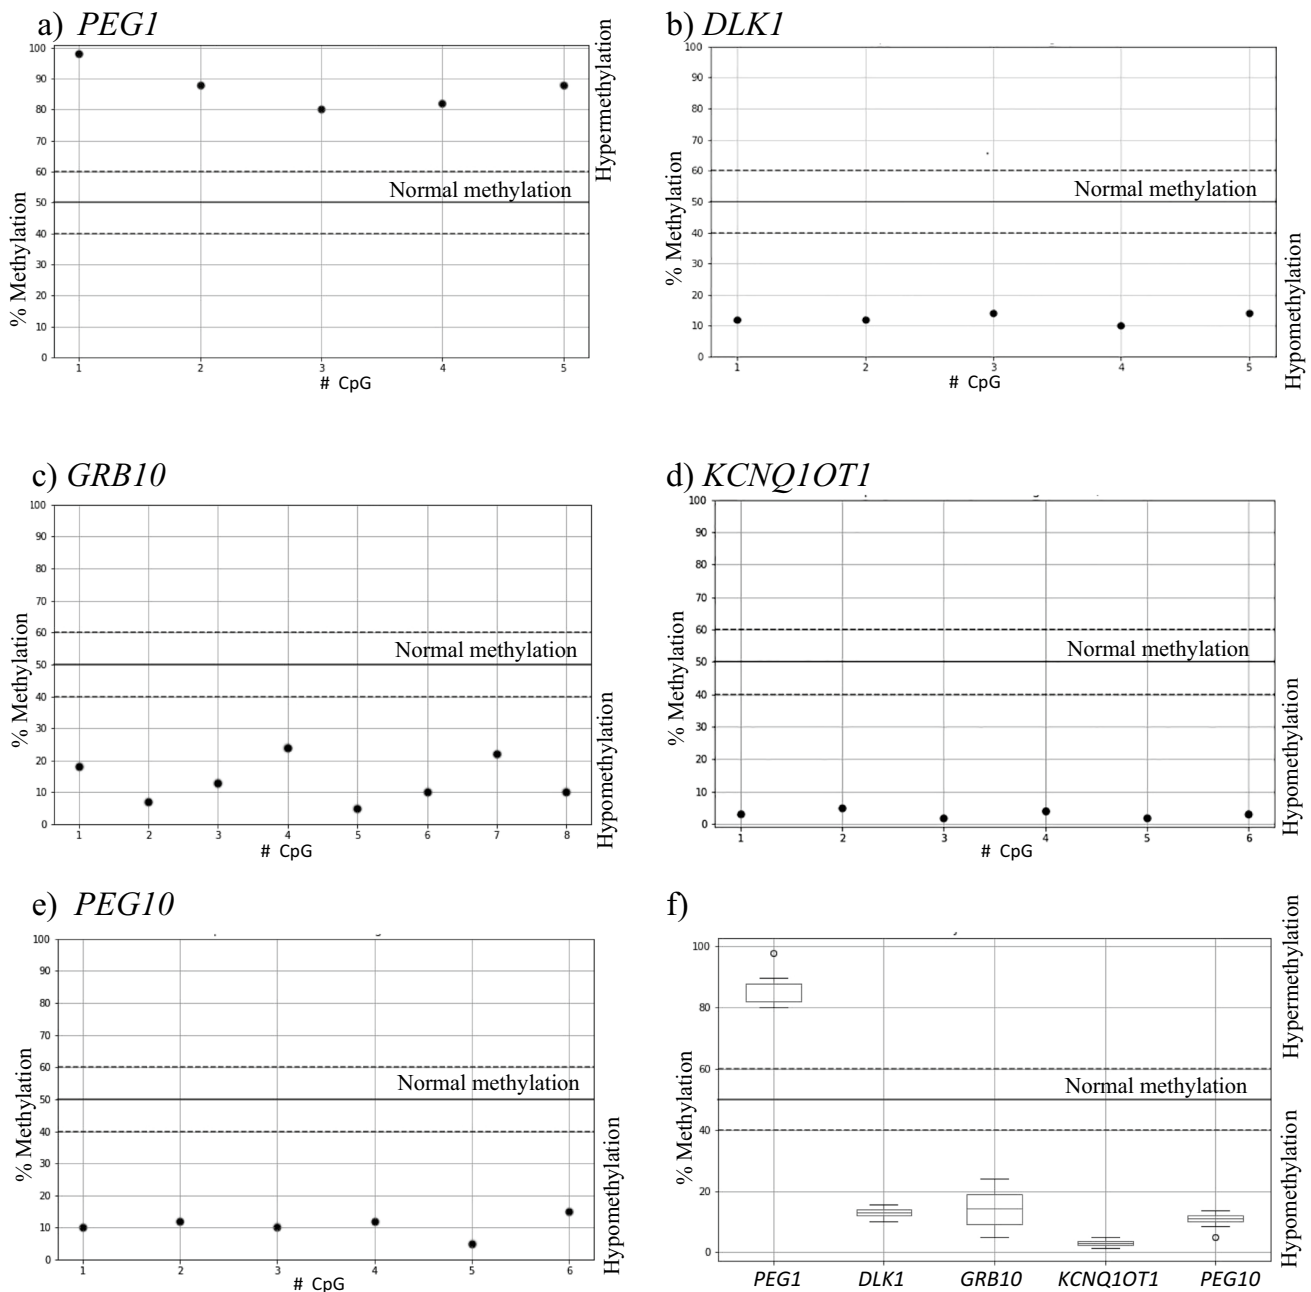 a) PEG1
100
90
80
70
60
50
40
30
20
10
0
% Methylation
Normal methylation
Hypermethylation
1 2 3 4 5
# CpG
b) DLK1
100
90
80
70
60
50
40
30
20
10
0
% Methylation
Normal methylation
Hypomethylation
1 2 3 4 5
# CpG
c) GRB10
100
90
80
70
60
50
40
30
20
10
0
% Methylation
Normal methylation
Hypomethylation
1 2 3 4 5 6 7 8
# CpG
d) KCNQ1OT1
100
90
80
70
60
50
40
30
20
10
0
% Methylation
Normal methylation
Hypomethylation
1 2 3 4 5 6
# CpG
e) PEG10
100
90
80
70
60
50
40
30
20
10
0
% Methylation
Normal methylation
Hypomethylation
1 2 3 4 5 6
# CpG
f)
100
80
60
40
20
0
% Methylation
Normal methylation
Hypermethylation
Hypomethylation
PEG1 DLK1 GRB10 KCNQ1OT1 PEG10